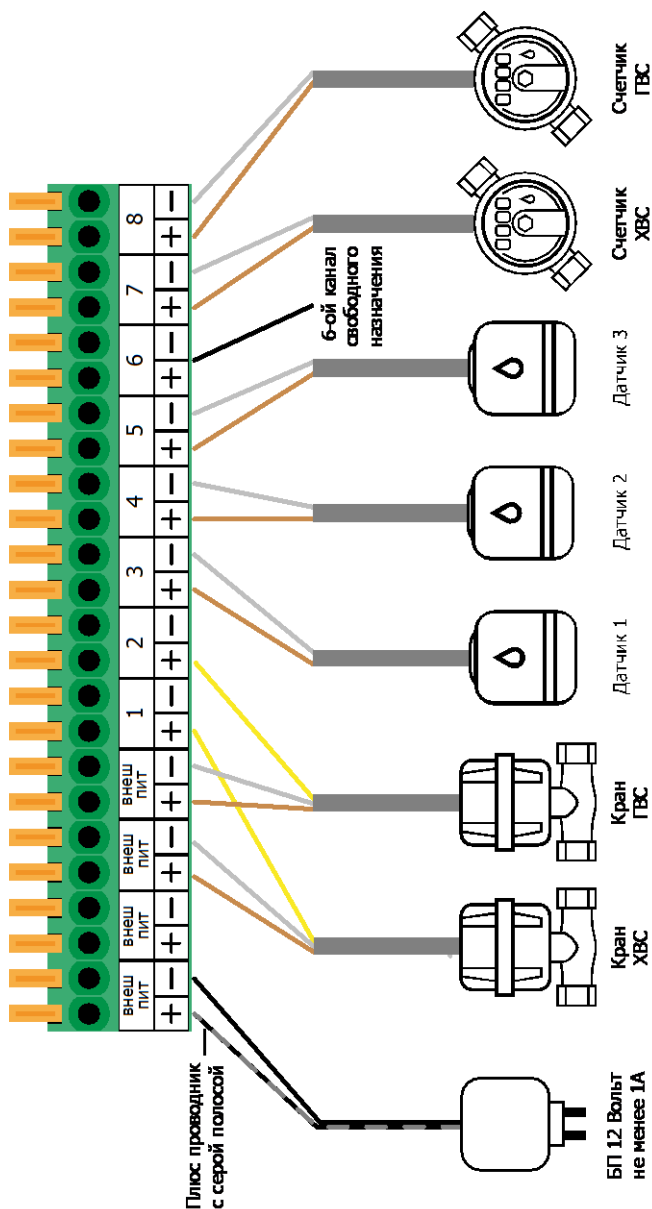 внеш
пит
внеш
пит
внеш
пит
внеш
пит
1
2
3
4
5
6
7
8
+ − + − + − + − + − + − + − + − + − + − + − + −
Плюс проводник
с серой полосой
6-ой канал
свободного
назначения
БП 12 Вольт
не менее 1А
Кран
ХВС
Кран
ГВС
Датчик 1
Датчик 2
Датчик 3
Счетчик
ХВС
Счетчик
ГВС